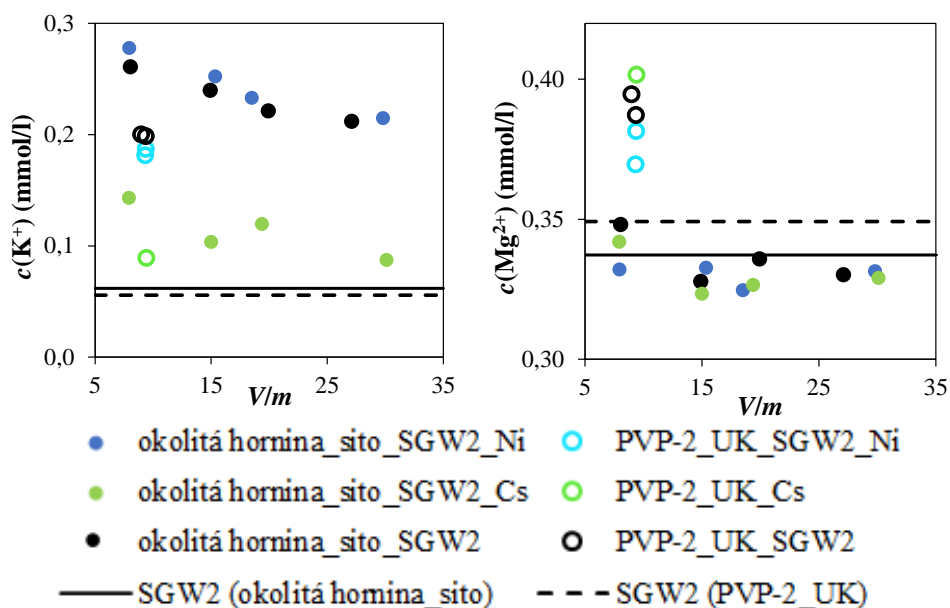 c(K⁺) (mmol/l)
0,3
0,2
0,1
0,0
5 15 25 35
V/m
c(Mg²⁺) (mmol/l)
0,40
0,35
0,30
5 15 25 35
V/m
okolitá hornina_sito_SGW2_Ni
PVP-2_UK_SGW2_Ni
okolitá hornina_sito_SGW2_Cs
PVP-2_UK_Cs
okolitá hornina_sito_SGW2
PVP-2_UK_SGW2
SGW2 (okolitá hornina_sito)
SGW2 (PVP-2_UK)